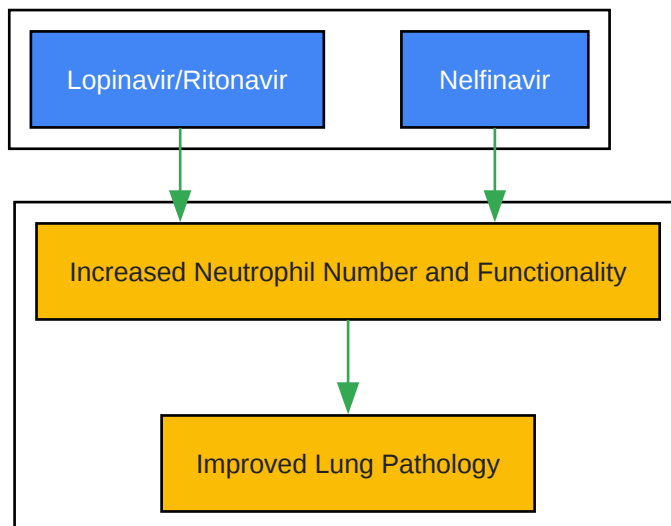 Lopinavir/Ritonavir
Nelfinavir
Increased Neutrophil Number and Functionality
Improved Lung Pathology